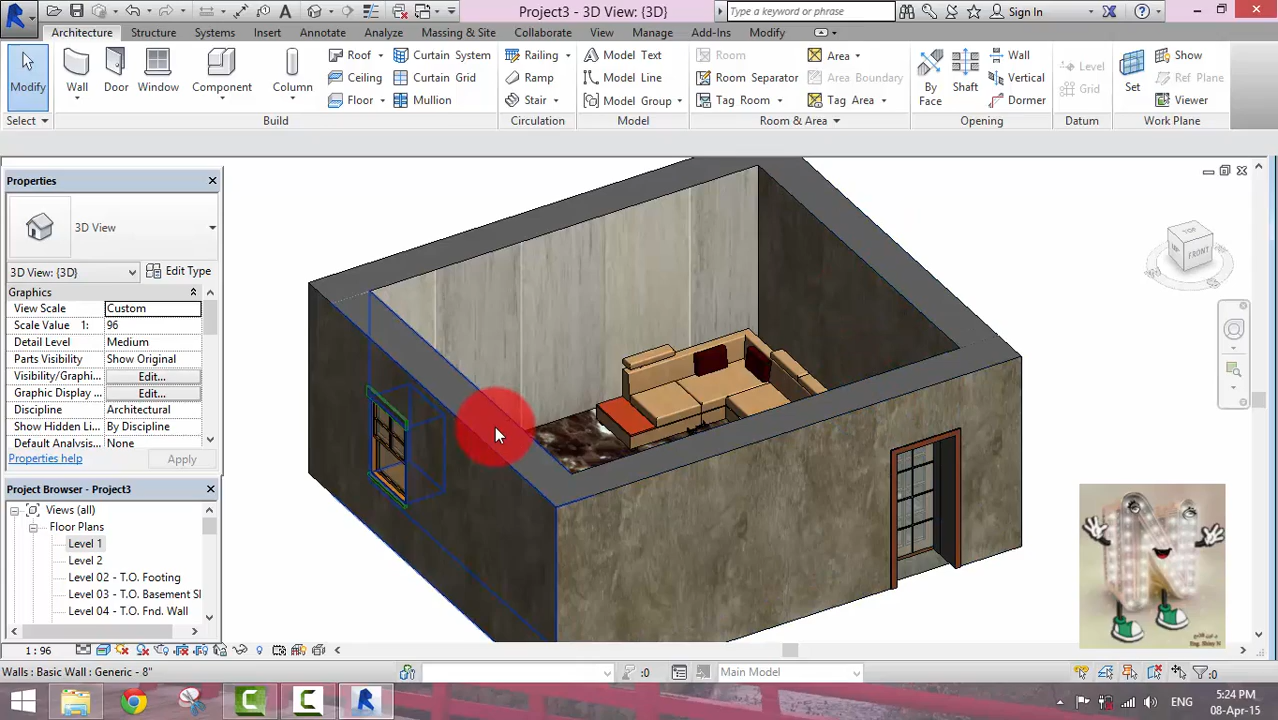 Project3 - 3D View: {3D}
Type a keyword or phrase
Sign In
Architecture Structure Systems Insert Annotate Analyze Massing & Site Collaborate View Manage Add-Ins Modify
Modify
Wall
Door
Window
Component
Column
Roof
Ceiling
Floor
Curtain System
Curtain Grid
Mullion
Railing
Ramp
Stair
Model Text
Model Line
Model Group
Room
Room Separator
Tag Room
Area
Area Boundary
Tag Area
By Face
Shaft
Wall
Vertical
Dormer
Level
Grid
Set
Show
Ref Plane
Viewer
Select
Build
Circulation
Model
Room & Area
Opening
Datum
Work Plane
Properties
3D View
3D View: {3D}
Edit Type
Graphics
View Scale Custom
Scale Value 1: 96
Detail Level Medium
Parts Visibility Show Original
Visibility/Graphi... Edit...
Graphic Display ... Edit...
Discipline Architectural
Show Hidden Li... By Discipline
Default Analysis... None
Properties help
Apply
Project Browser - Project3
Views (all)
Floor Plans
Level 1
Level 2
Level 02 - T.O. Footing
Level 03 - T.O. Basement Sl
Level 04 - T.O. Fnd. Wall
TOP
FRONT
1 : 96
Walls : Basic Wall : Generic - 8"
:0
Main Model
:0
ENG
5:24 PM
08-Apr-15